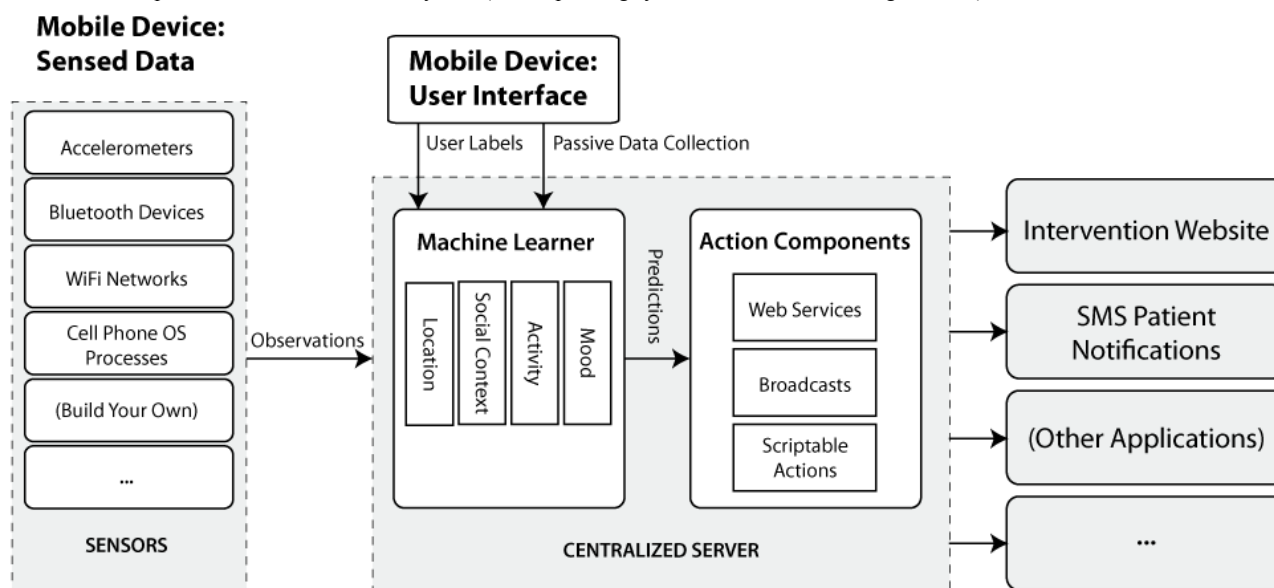 Mobile Device:
Sensed Data
Accelerometers
Bluetooth Devices
WiFi Networks
Cell Phone OS
Processes
(Build Your Own)
...
SENSORS
Observations
Mobile Device:
User Interface
User Labels
Passive Data Collection
Machine Learner
Location
Social Context
Activity
Mood
Predictions
Action Components
Web Services
Broadcasts
Scriptable
Actions
CENTRALIZED SERVER
Intervention Website
SMS Patient
Notifications
(Other Applications)
...